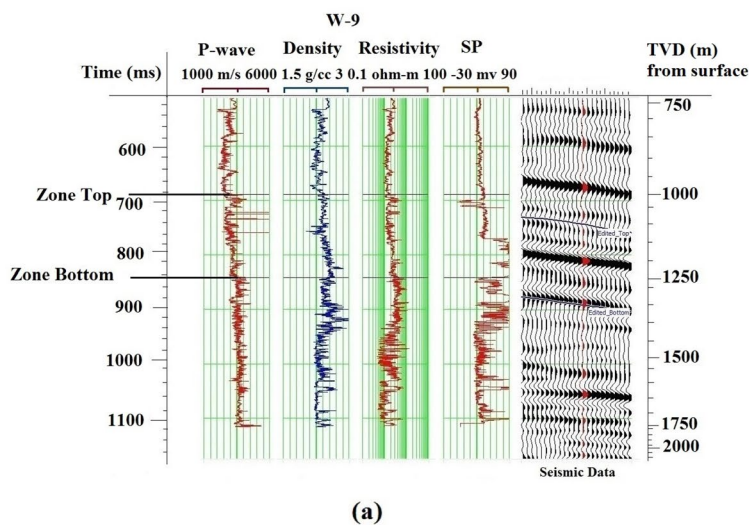 W-9
P-wave Density Resistivity SP
Time (ms) 1000 m/s 6000 1.5 g/cc 3 0.1 ohm-m 100 -30 mv 90 TVD (m)
from surface
750
600
Zone Top 1000
700
Edited_Top
800
Zone Bottom 1250
900 Edited_Bottom
1000 1500
1100 1750
2000
Seismic Data
(a)